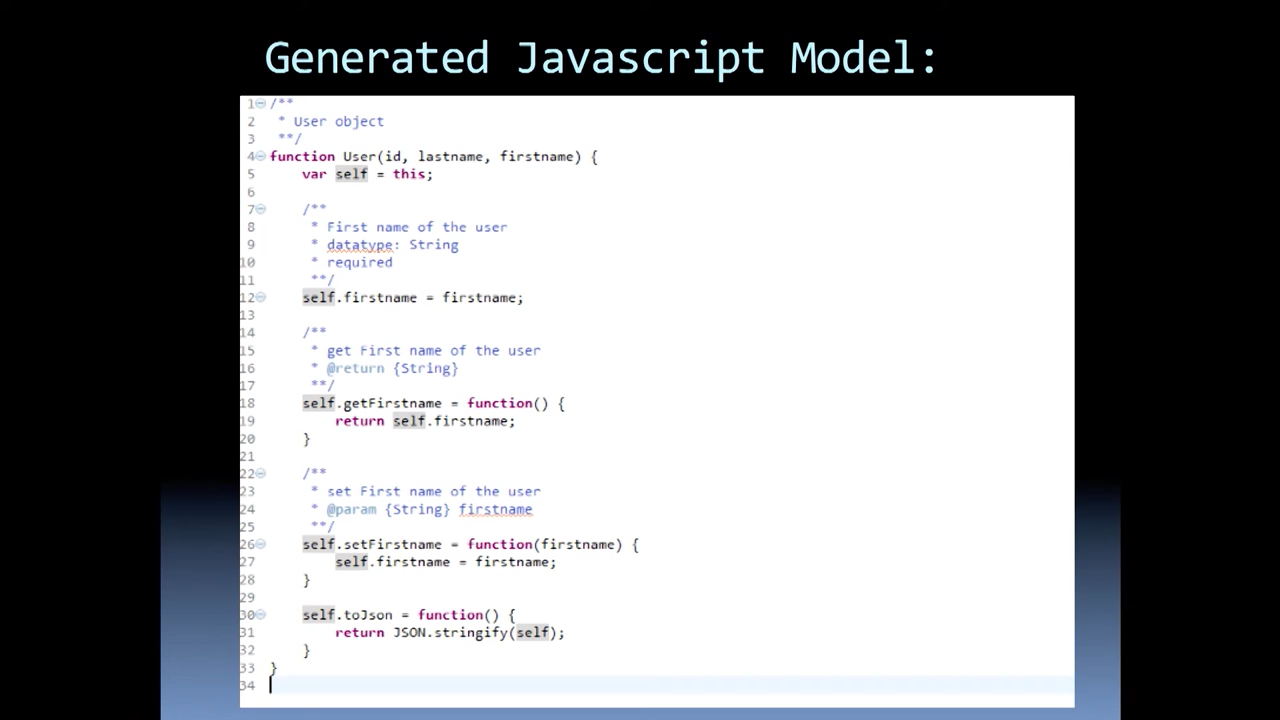 Generated Javascript Model:
1 /**
2  * User object
3  **/
4 function User(id, lastname, firstname) {
5     var self = this;
6
7     /**
8      * First name of the user
9      * datatype: String
10      * required
11      **/
12     self.firstname = firstname;
13
14     /**
15      * get First name of the user
16      * @return {String}
17      **/
18     self.getFirstname = function() {
19         return self.firstname;
20     }
21
22     /**
23      * set First name of the user
24      * @param {String} firstname
25      **/
26     self.setFirstname = function(firstname) {
27         self.firstname = firstname;
28     }
29
30     self.toJson = function() {
31         return JSON.stringify(self);
32     }
33 }
34